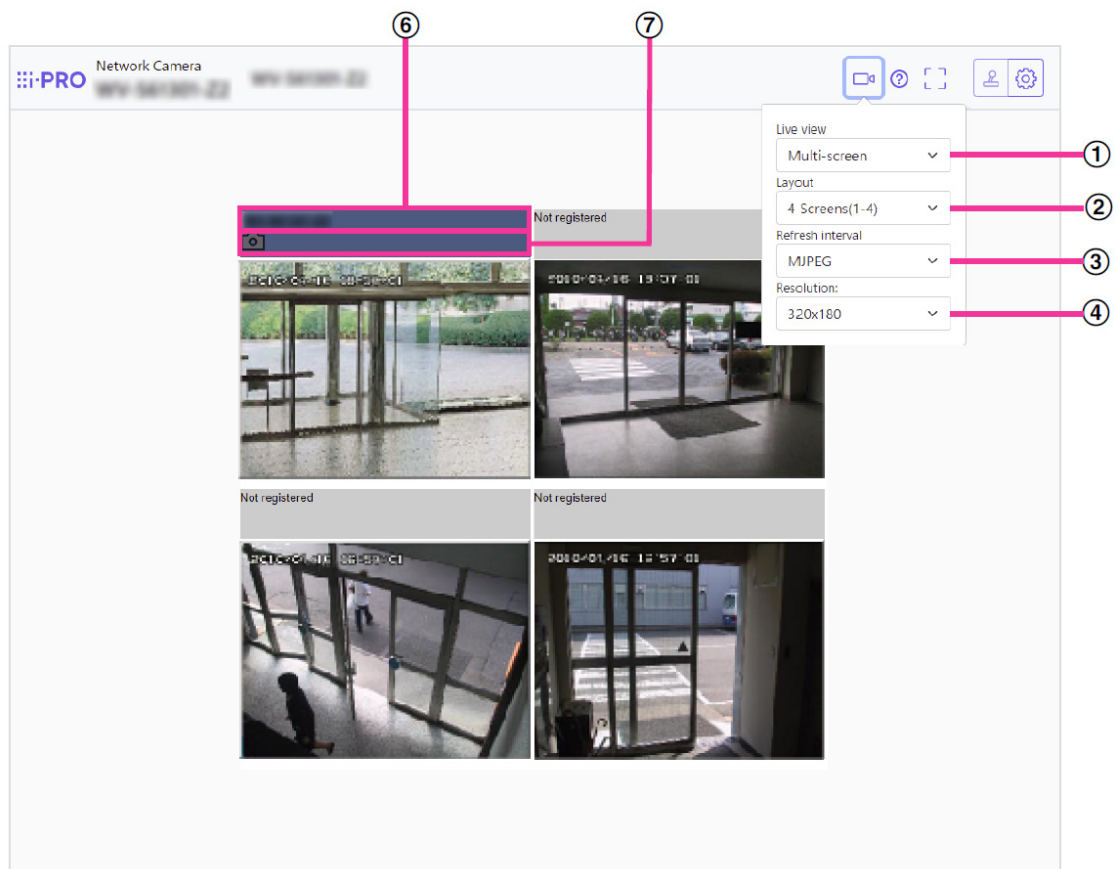 ⑥ ⑦
i-PRO
Network Camera
Live view
Multi-screen
①
Layout
4 Screens(1-4)
②
Refresh interval
MJPEG
③
Resolution:
320x180
④
Not registered
Not registered
Not registered